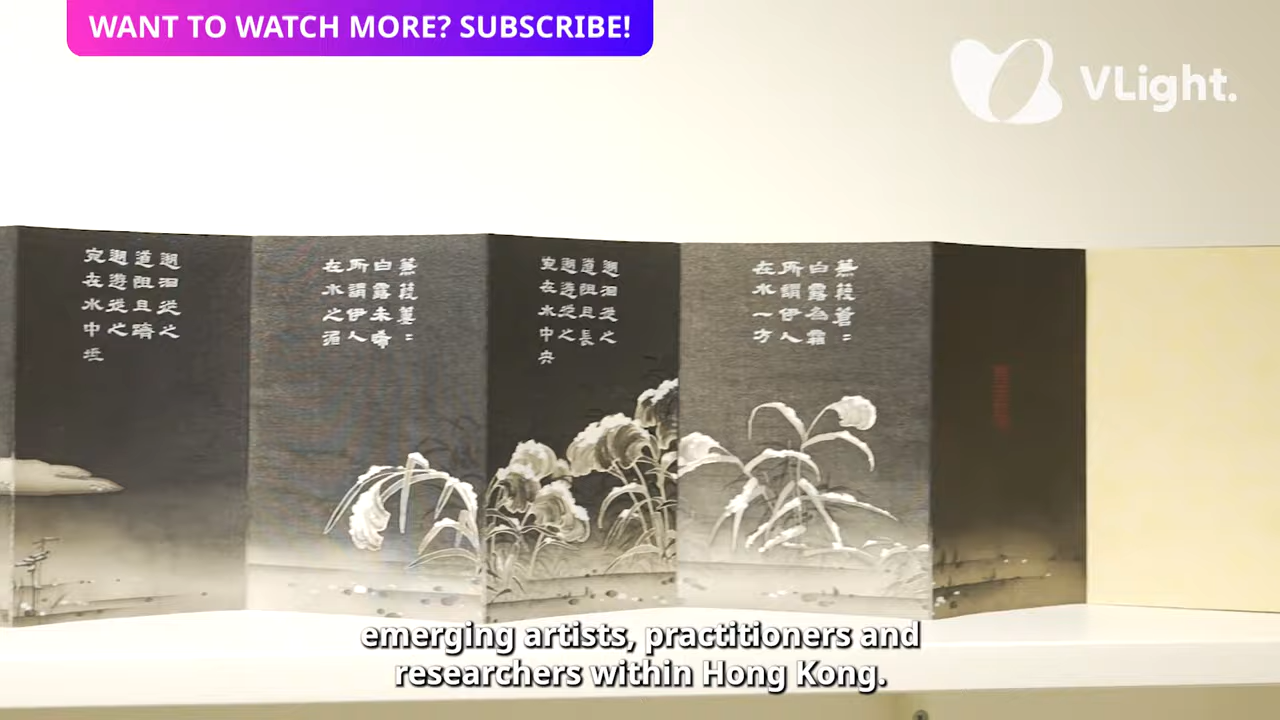 WANT TO WATCH MORE? SUBSCRIBE!
VLight.
蒹葭蒼〻
白露為霜
所謂伊人
在水一方
遡洄從之
道阻且長
遡遊從之
宛在水中央
蒹葭萋〻
白露未晞
所謂伊人
在水之湄
遡洄從之
道阻且躋
遡遊從之
宛在水中坻
emerging artists, practitioners and
researchers within Hong Kong.